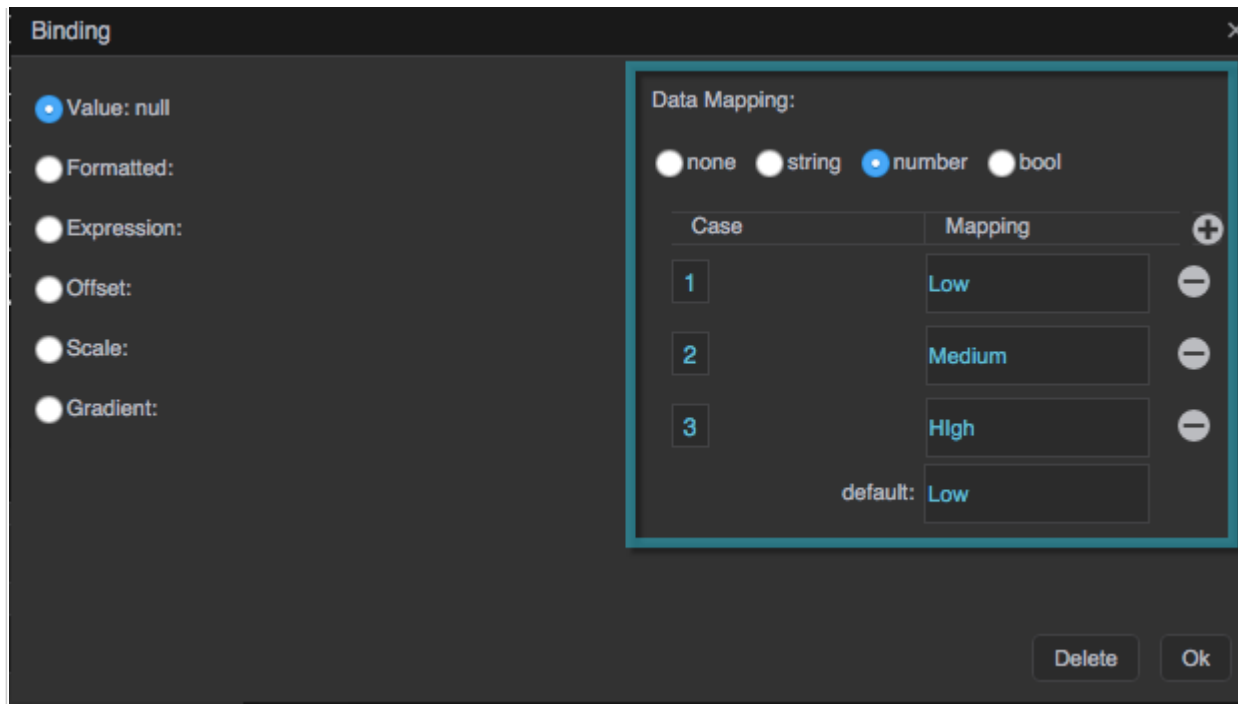 Binding
Value: null
Formatted:
Expression:
Offset:
Scale:
Gradient:
Data Mapping:
none string number bool
Case Mapping
1 Low
2 Medium
3 HIgh
default: Low
Delete Ok